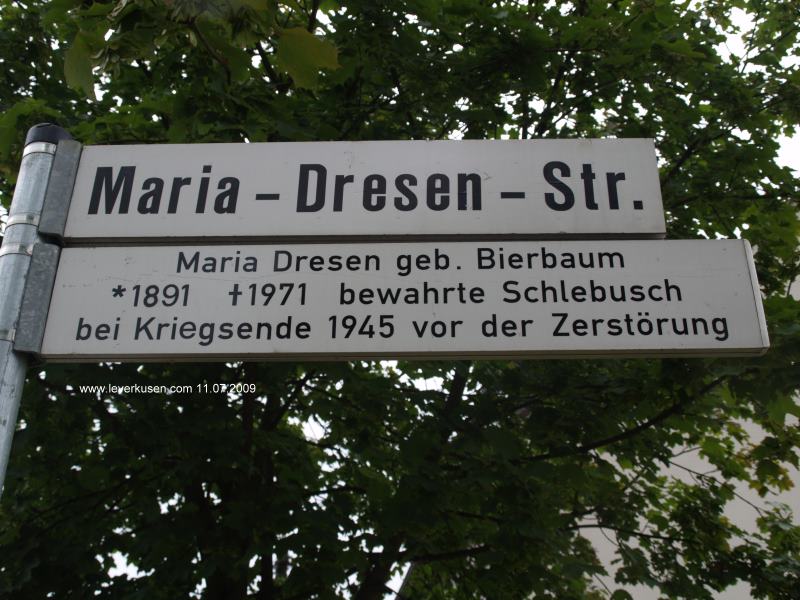 Maria - Dresen - Str.
Maria Dresen geb. Bierbaum
*1891 †1971 bewahrte Schlebusch
bei Kriegsende 1945 vor der Zerstörung
www.leverkusen.com 11.07.2009